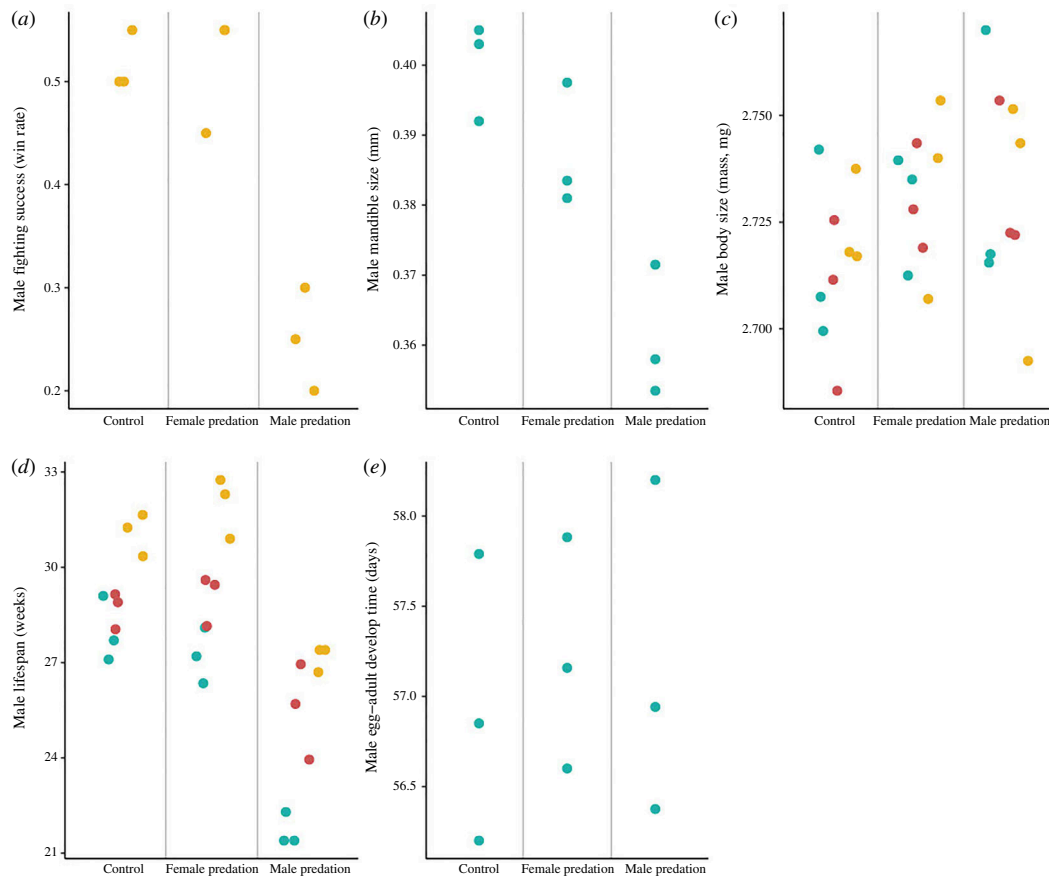 (a)
Male fighting success (win rate)
0.5
0.4
0.3
0.2
Control Female predation Male predation
(b)
Male mandible size (mm)
0.40
0.39
0.38
0.37
0.36
Control Female predation Male predation
(c)
Male body size (mass, mg)
2.750
2.725
2.700
Control Female predation Male predation
(d)
Male lifespan (weeks)
33
30
27
24
21
Control Female predation Male predation
(e)
Male egg–adult develop time (days)
58.0
57.5
57.0
56.5
Control Female predation Male predation